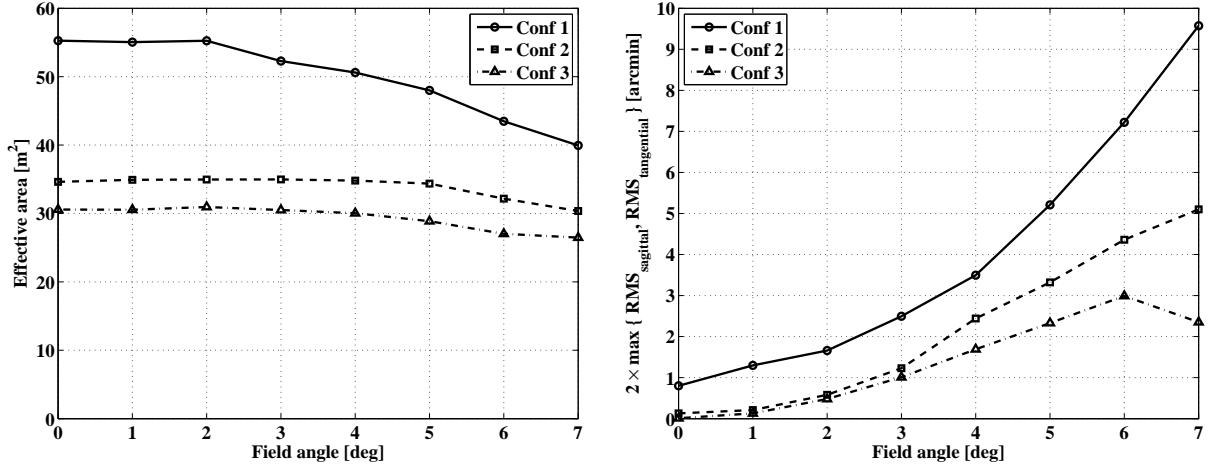 60
50
40
30
20
10
0
0 1 2 3 4 5 6 7
Effective area [m²]
Field angle [deg]
Conf 1
Conf 2
Conf 3
10
9
8
7
6
5
4
3
2
1
0
0 1 2 3 4 5 6 7
2 × max { RMS_sagittal, RMS_tangential } [arcmin]
Field angle [deg]
Conf 1
Conf 2
Conf 3